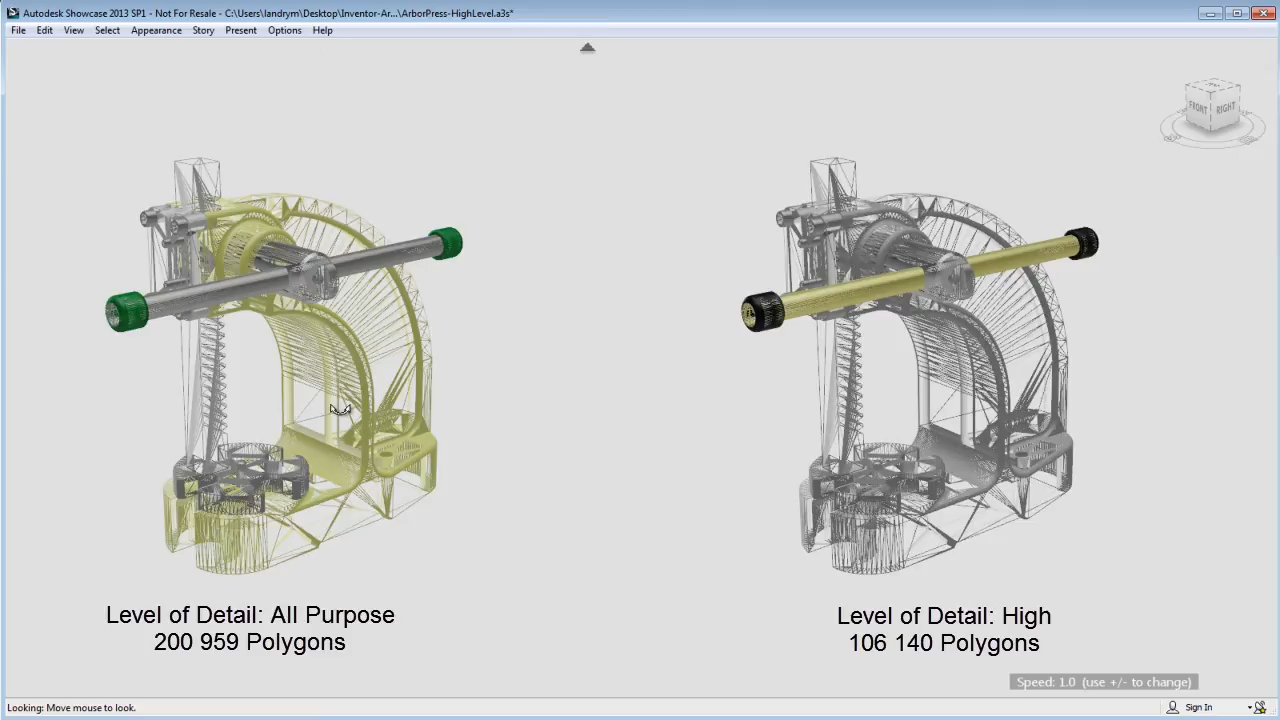 Autodesk Showcase 2013 SP1 - Not For Resale - C:\Users\landrym\Desktop\Inventor-Ar...\ArborPress-HighLevel.a3s*
File Edit View Select Appearance Story Present Options Help
FRONT RIGHT
Level of Detail: All Purpose
200 959 Polygons
Level of Detail: High
106 140 Polygons
Speed: 1.0 (use +/- to change)
Looking: Move mouse to look.
Sign In